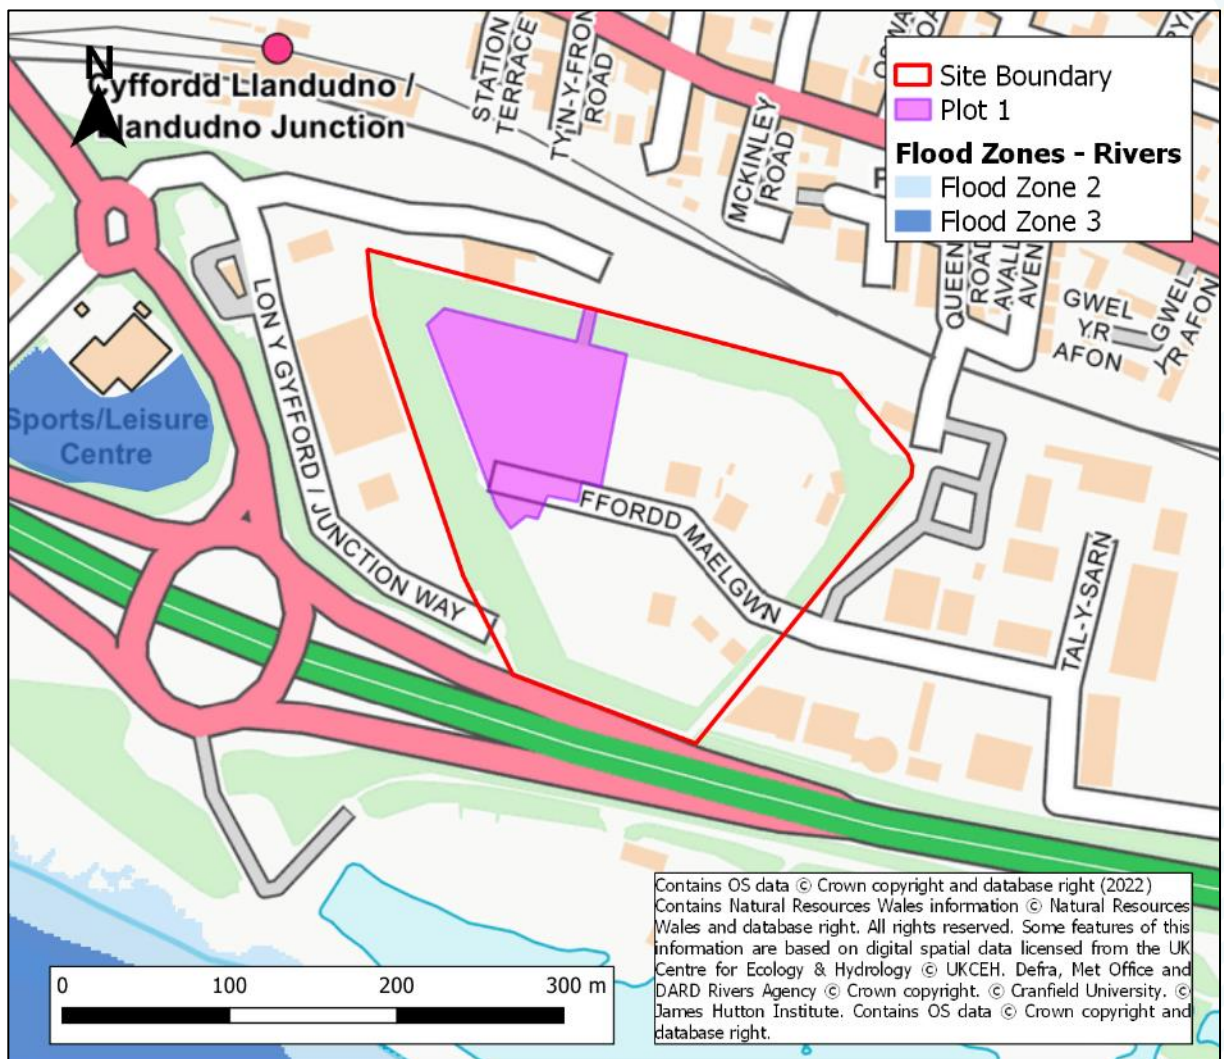 N
Gyffordd Llandudno /
Llandudno Junction
STATION
TERRACE
TY'N-Y-FRON
ROAD
MCKINLEY
ROAD
Site Boundary
Plot 1
Flood Zones - Rivers
Flood Zone 2
Flood Zone 3
QUEEN
ROAD
AVALL
AVEN
GWEL
YR
AFON
GWEL
YR AFON
LON Y GYFFORD / JUNCTION WAY
Sports/Leisure
Centre
FFORDD MAELGWN
TAL-Y-SARN
Contains OS data © Crown copyright and database right (2022)
Contains Natural Resources Wales information © Natural Resources
Wales and database right. All rights reserved. Some features of this
information are based on digital spatial data licensed from the UK
Centre for Ecology & Hydrology © UKCEH. Defra, Met Office and
DARD Rivers Agency © Crown copyright. © Cranfield University. ©
James Hutton Institute. Contains OS data © Crown copyright and
database right.
0 100 200 300 m